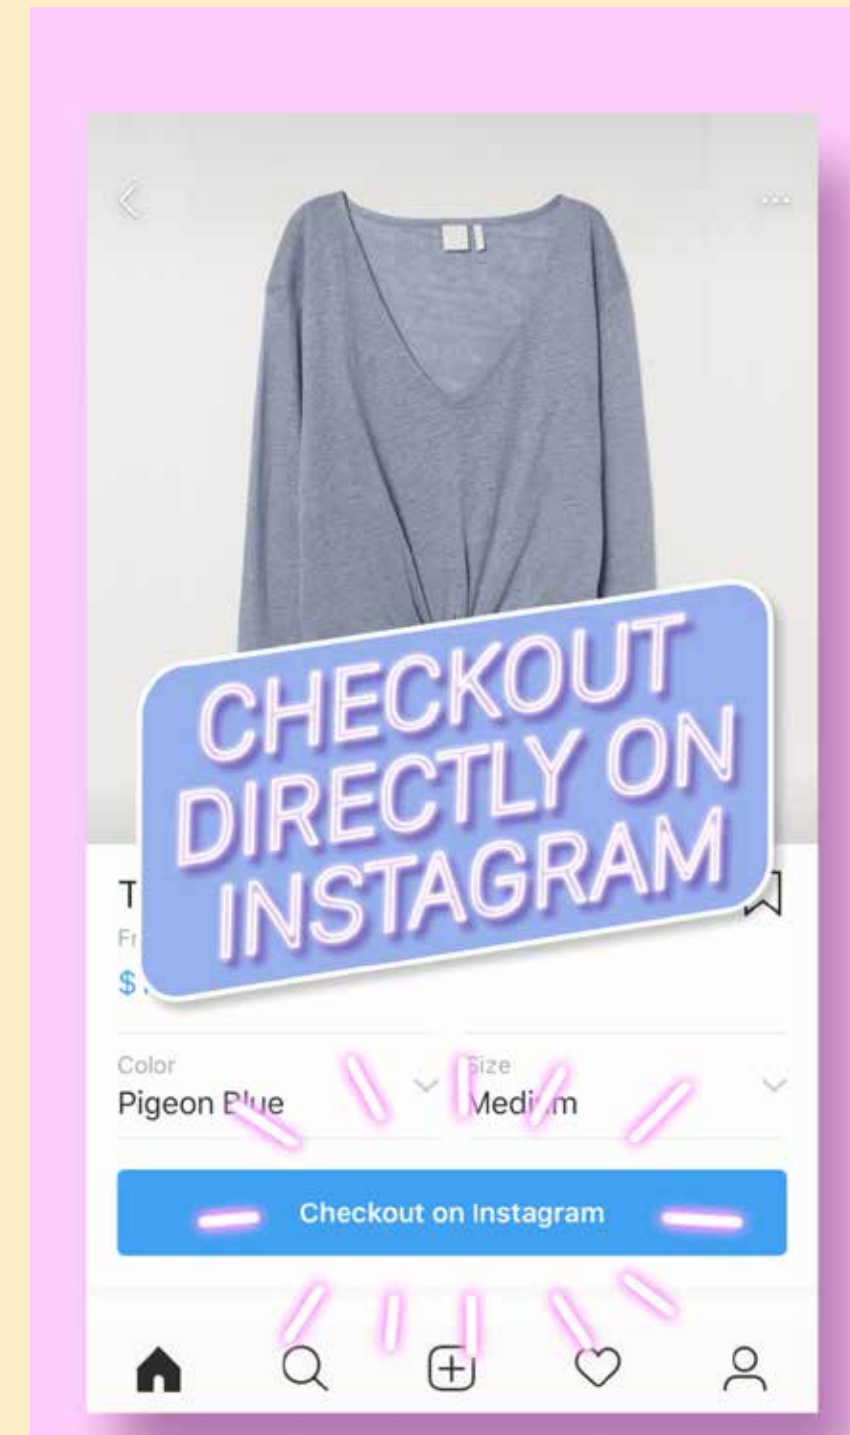 CHECKOUT
DIRECTLY ON
INSTAGRAM
$
Color
Size
Pigeon Blue
Medium
Checkout on Instagram